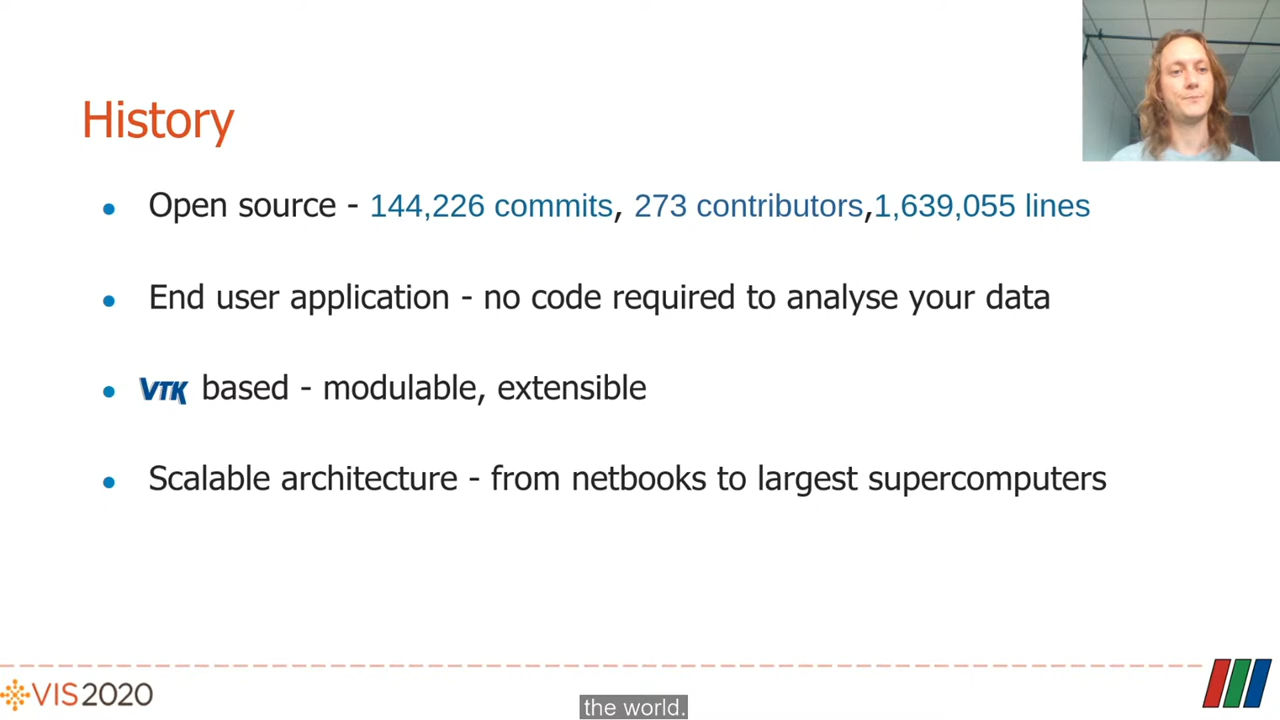 History
Open source - 144,226 commits, 273 contributors,1,639,055 lines
End user application - no code required to analyse your data
VTK based - modulable, extensible
Scalable architecture - from netbooks to largest supercomputers
VIS2020
the world.